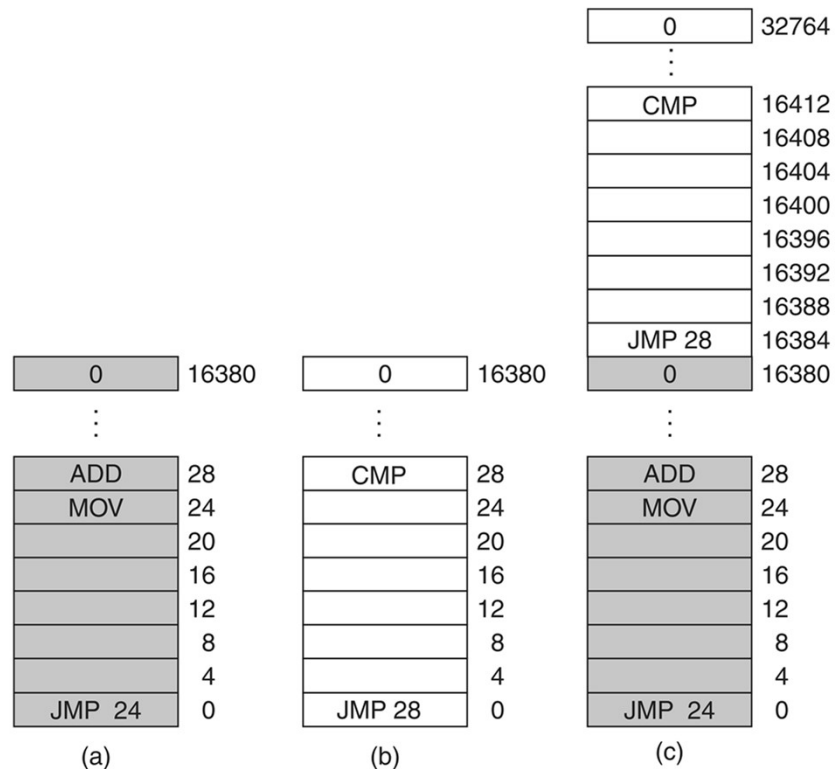 0 32764
⋮
CMP 16412
16408
16404
16400
16396
16392
16388
JMP 28 16384
0 16380 0 16380 0 16380
⋮ ⋮ ⋮
ADD 28 CMP 28 ADD 28
MOV 24 24 MOV 24
20 20 20
16 16 16
12 12 12
8 8 8
4 4 4
JMP 24 0 JMP 28 0 JMP 24 0
(a) (b) (c)